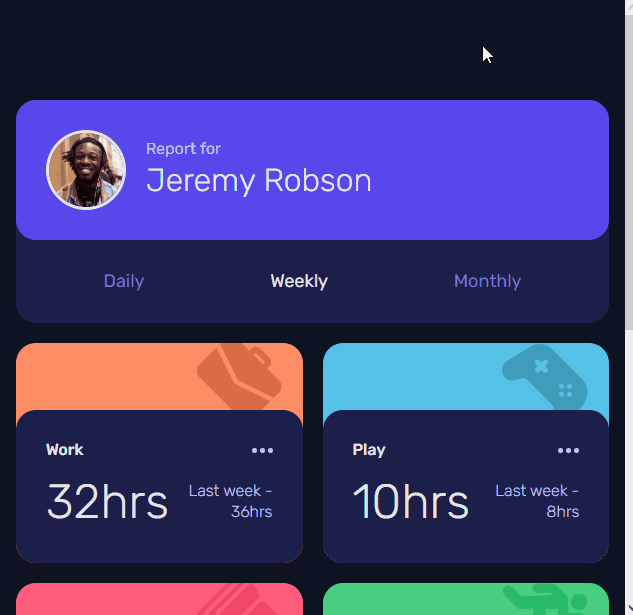 Report for
Jeremy Robson
Daily Weekly Monthly
Work
32hrs
Last week -
36hrs
Play
10hrs
Last week -
8hrs